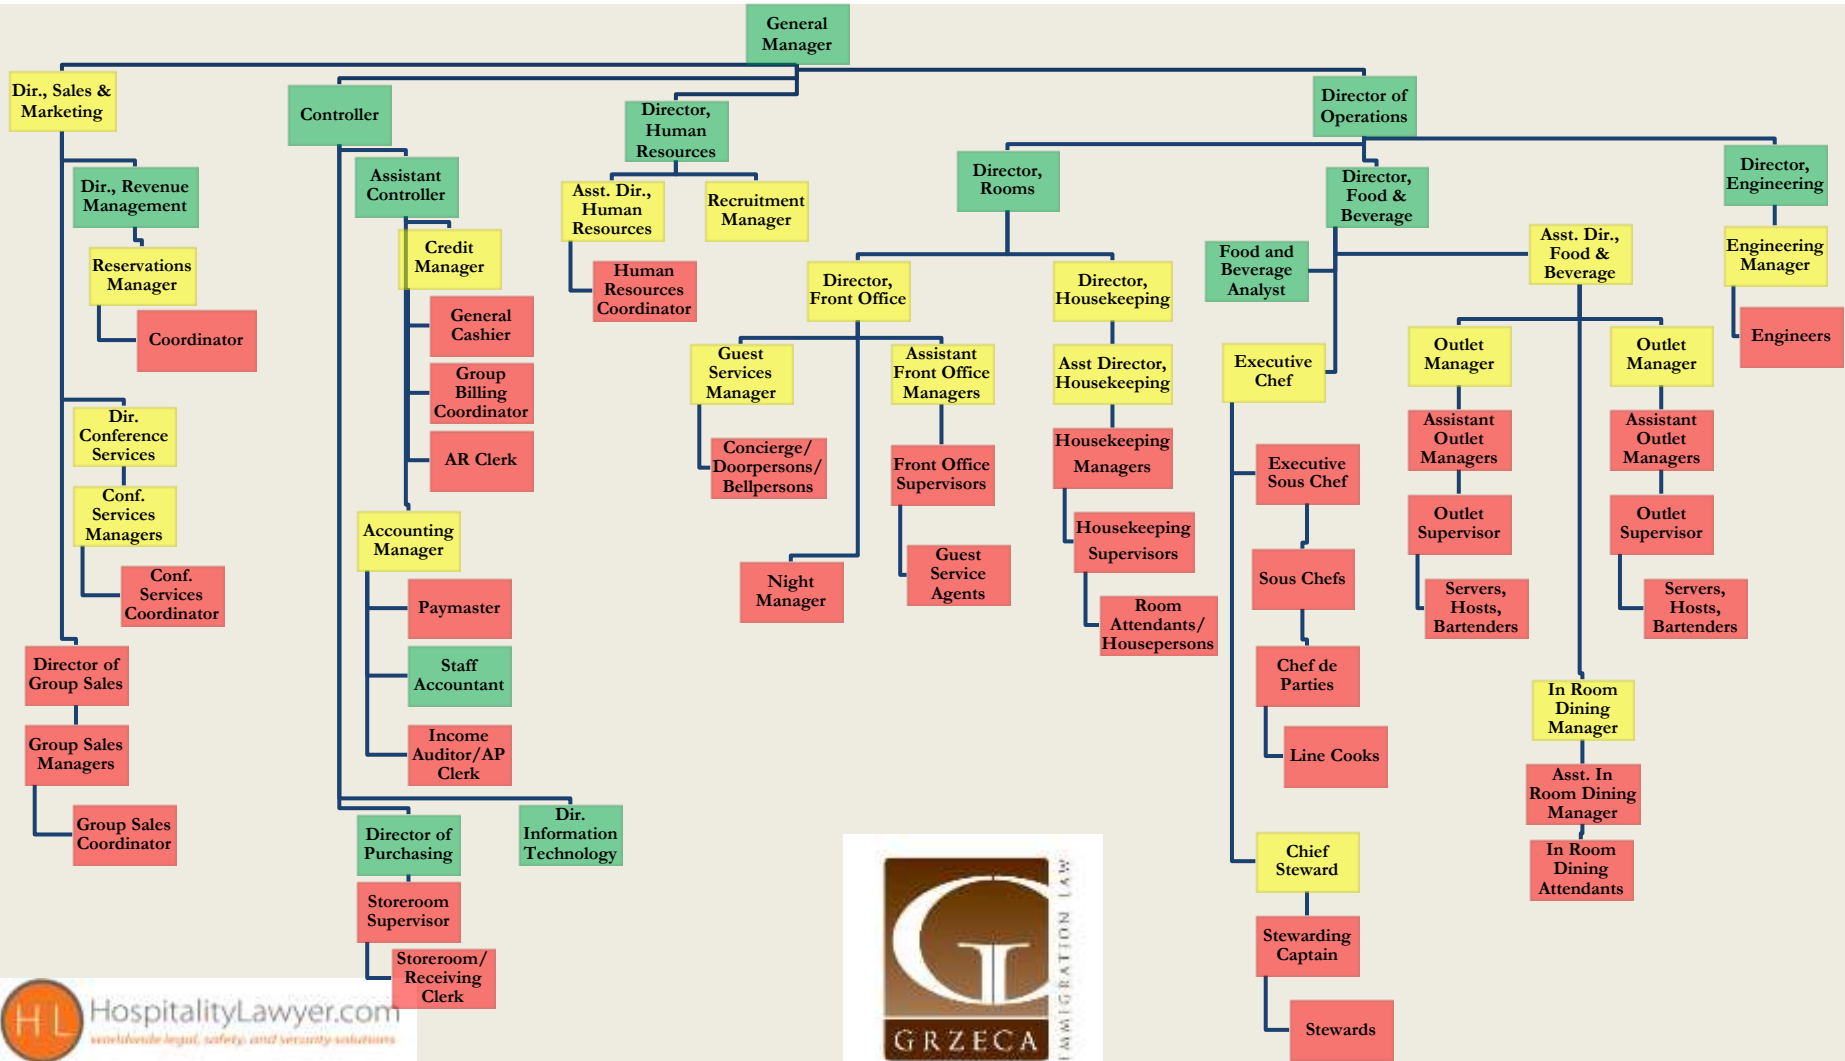 General
Manager
Dir., Sales &
Marketing
Dir., Revenue
Management
Reservations
Manager
Coordinator
Dir.
Conference
Services
Conf.
Services
Managers
Conf.
Services
Coordinator
Director of
Group Sales
Group Sales
Managers
Group Sales
Coordinator
Controller
Assistant
Controller
Credit
Manager
General
Cashier
Group
Billing
Coordinator
AR Clerk
Accounting
Manager
Paymaster
Staff
Accountant
Income
Auditor/AP
Clerk
Director of
Purchasing
Storeroom
Supervisor
Storeroom/
Receiving
Clerk
Dir.
Information
Technology
Director,
Human
Resources
Asst. Dir.,
Human
Resources
Human
Resources
Coordinator
Recruitment
Manager
Director of
Operations
Director,
Rooms
Director,
Front Office
Guest
Services
Manager
Concierge/
Doorpersons/
Bellpersons
Night
Manager
Assistant
Front Office
Managers
Front Office
Supervisors
Guest
Service
Agents
Director,
Housekeeping
Asst Director,
Housekeeping
Housekeeping
Managers
Housekeeping
Supervisors
Room
Attendants/
Housepersons
Director,
Food &
Beverage
Food and
Beverage
Analyst
Executive
Chef
Executive
Sous Chef
Sous Chefs
Chef de
Parties
Line Cooks
Chief
Steward
Stewarding
Captain
Stewards
Asst. Dir.,
Food &
Beverage
Outlet
Manager
Assistant
Outlet
Managers
Outlet
Supervisor
Servers,
Hosts,
Bartenders
In Room
Dining
Manager
Asst. In
Room Dining
Manager
In Room
Dining
Attendants
Outlet
Manager
Assistant
Outlet
Managers
Outlet
Supervisor
Servers,
Hosts,
Bartenders
Director,
Engineering
Engineering
Manager
Engineers
HL
HospitalityLawyer.com
worldwide legal, safety, and security solutions
G
GRZECA
IMMIGRATION LAW